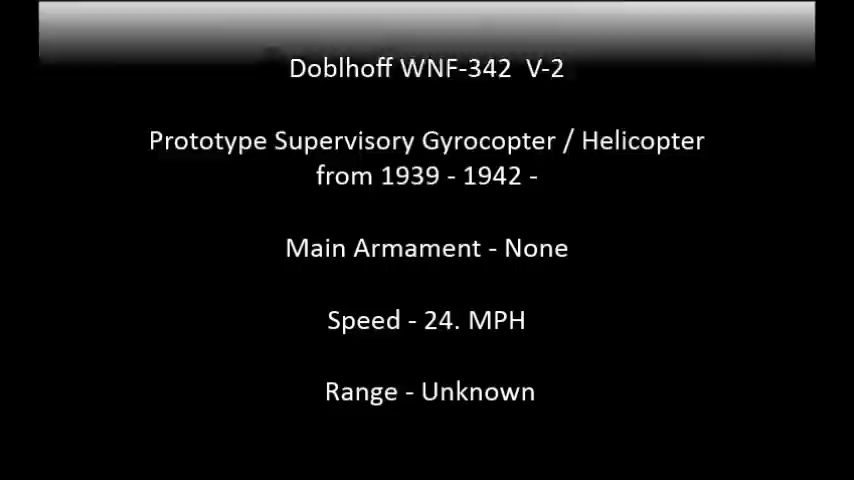 Doblhoff WNF-342 V-2
Prototype Supervisory Gyrocopter / Helicopter
from 1939 - 1942 -
Main Armament - None
Speed - 24. MPH
Range - Unknown